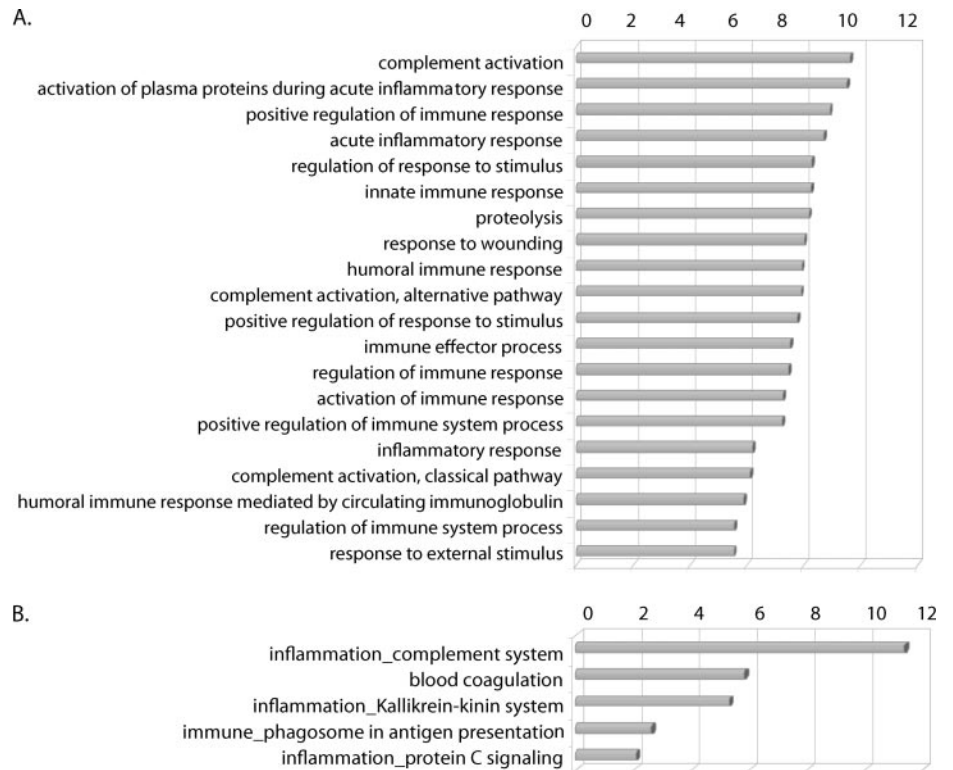 A.
0 2 4 6 8 10 12
complement activation
activation of plasma proteins during acute inflammatory response
positive regulation of immune response
acute inflammatory response
regulation of response to stimulus
innate immune response
proteolysis
response to wounding
humoral immune response
complement activation, alternative pathway
positive regulation of response to stimulus
immune effector process
regulation of immune response
activation of immune response
positive regulation of immune system process
inflammatory response
complement activation, classical pathway
humoral immune response mediated by circulating immunoglobulin
regulation of immune system process
response to external stimulus
B.
0 2 4 6 8 10 12
inflammation_complement system
blood coagulation
inflammation_Kallikrein-kinin system
immune_phagosome in antigen presentation
inflammation_protein C signaling